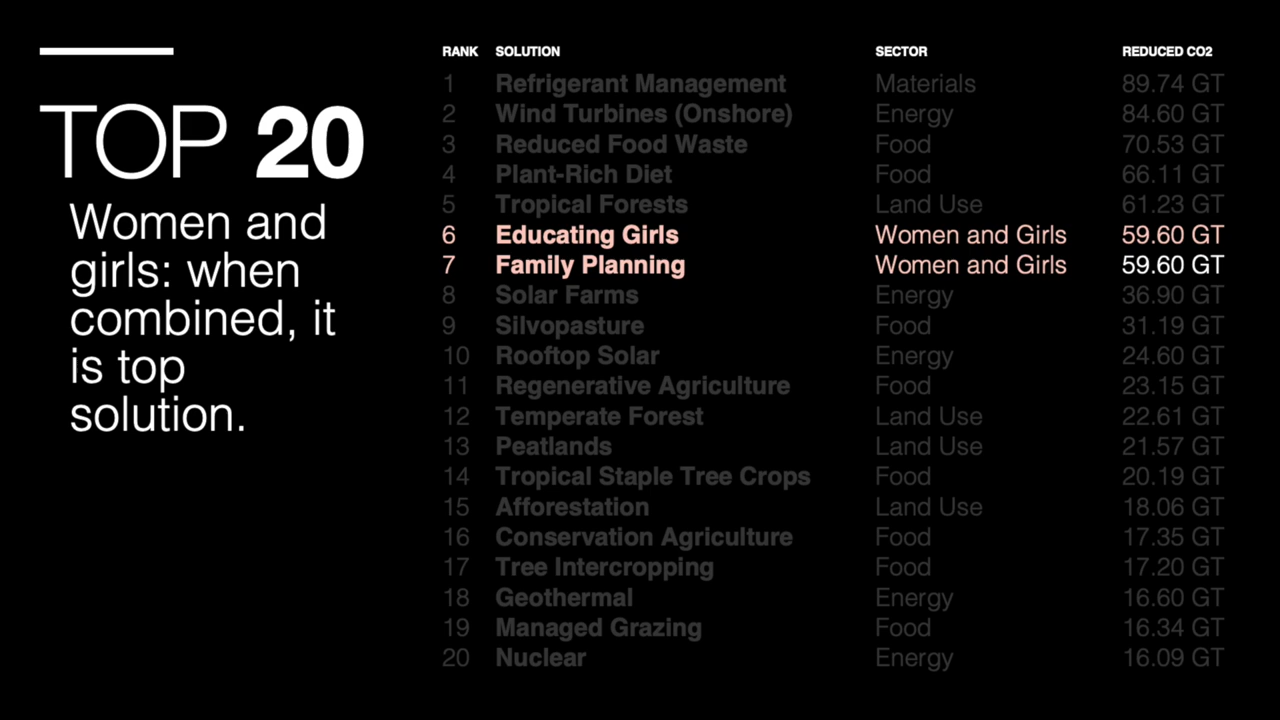 TOP 20
Women and
girls: when
combined, it
is top
solution.
RANK SOLUTION SECTOR REDUCED CO2
1 Refrigerant Management Materials 89.74 GT
2 Wind Turbines (Onshore) Energy 84.60 GT
3 Reduced Food Waste Food 70.53 GT
4 Plant-Rich Diet Food 66.11 GT
5 Tropical Forests Land Use 61.23 GT
6 Educating Girls Women and Girls 59.60 GT
7 Family Planning Women and Girls 59.60 GT
8 Solar Farms Energy 36.90 GT
9 Silvopasture Food 31.19 GT
10 Rooftop Solar Energy 24.60 GT
11 Regenerative Agriculture Food 23.15 GT
12 Temperate Forest Land Use 22.61 GT
13 Peatlands Land Use 21.57 GT
14 Tropical Staple Tree Crops Food 20.19 GT
15 Afforestation Land Use 18.06 GT
16 Conservation Agriculture Food 17.35 GT
17 Tree Intercropping Food 17.20 GT
18 Geothermal Energy 16.60 GT
19 Managed Grazing Food 16.34 GT
20 Nuclear Energy 16.09 GT